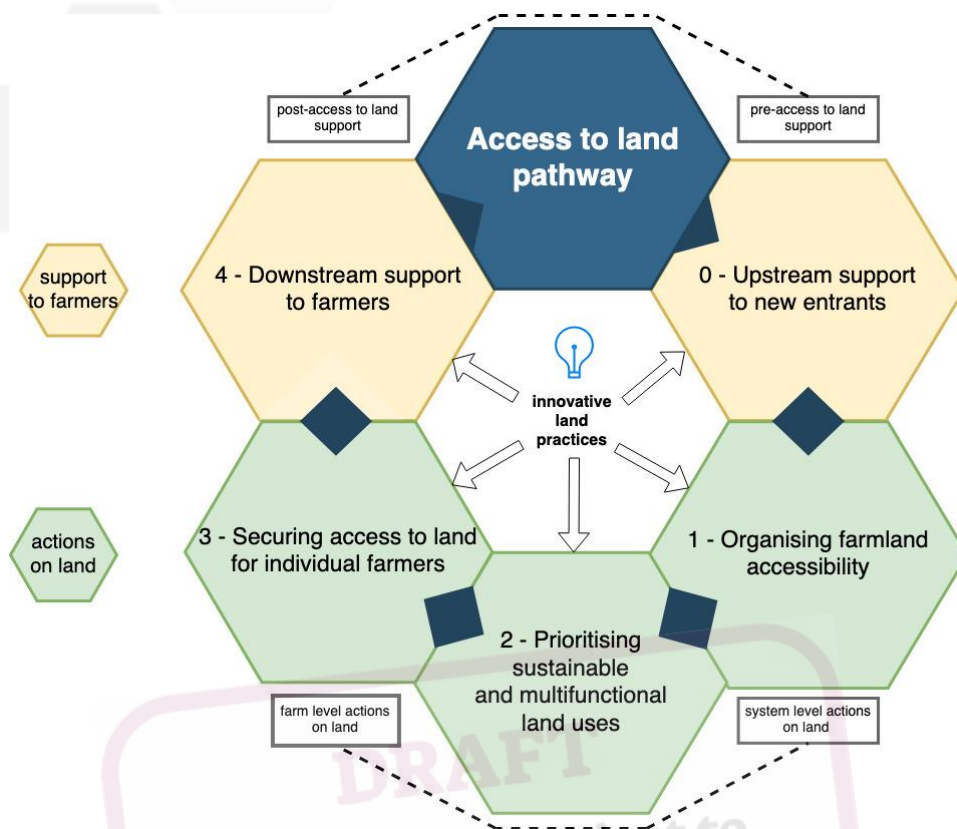 post-access to land
support
pre-access to land
support
Access to land
pathway
support
to farmers
4 - Downstream support
to farmers
0 - Upstream support
to new entrants
innovative
land
practices
actions
on land
3 - Securing access to land
for individual farmers
1 - Organising farmland
accessibility
2 - Prioritising
sustainable
and multifunctional
land uses
farm level actions
on land
system level actions
on land
DRAFT